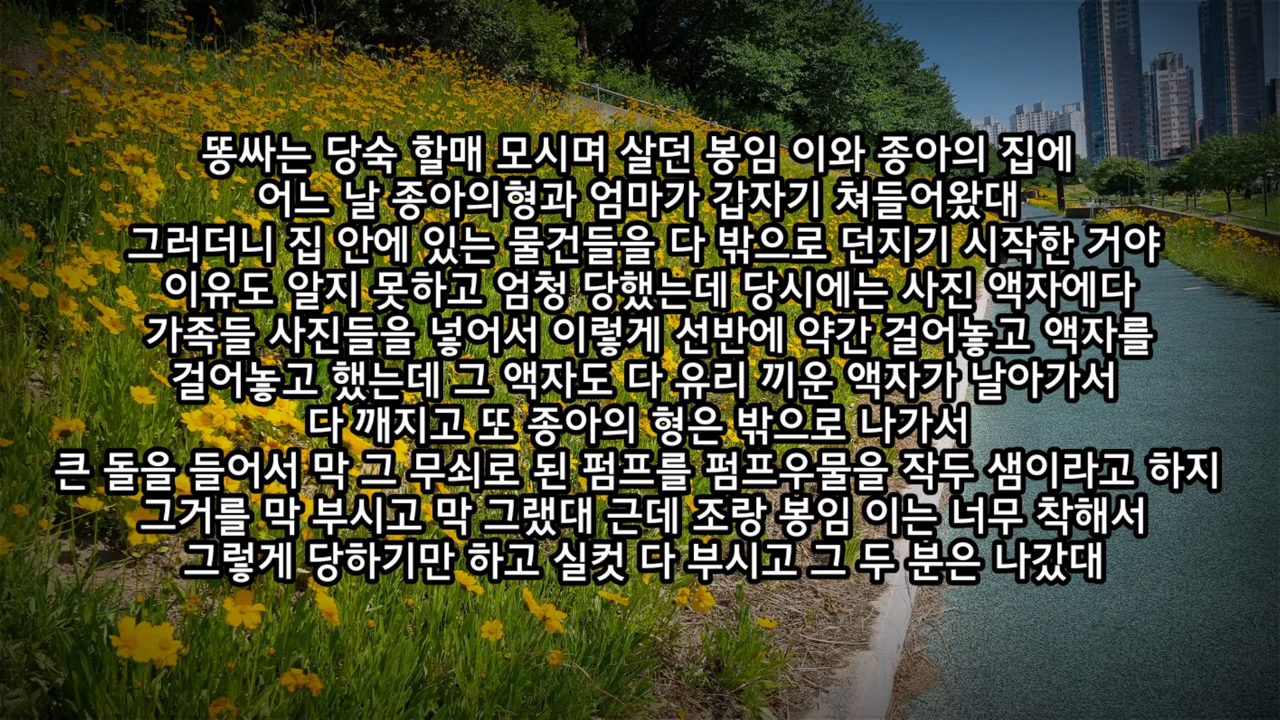 똥싸는 당숙 할매 모시며 살던 봉임 이와 종아의 집에
어느 날 종아의형과 엄마가 갑자기 쳐들어왔대
그러더니 집 안에 있는 물건들을 다 밖으로 던지기 시작한 거야
이유도 알지 못하고 엄청 당했는데 당시에는 사진 액자에다
가족들 사진들을 넣어서 이렇게 선반에 약간 걸어놓고 액자를
걸어놓고 했는데 그 액자도 다 유리 끼운 액자가 날아가서
다 깨지고 또 종아의 형은 밖으로 나가서
큰 돌을 들어서 막 그 무쇠로 된 펌프를 펌프우물을 작두 샘이라고 하지
그거를 막 부시고 막 그랬대 근데 조랑 봉임 이는 너무 착해서
그렇게 당하기만 하고 실컷 다 부시고 그 두 분은 나갔대